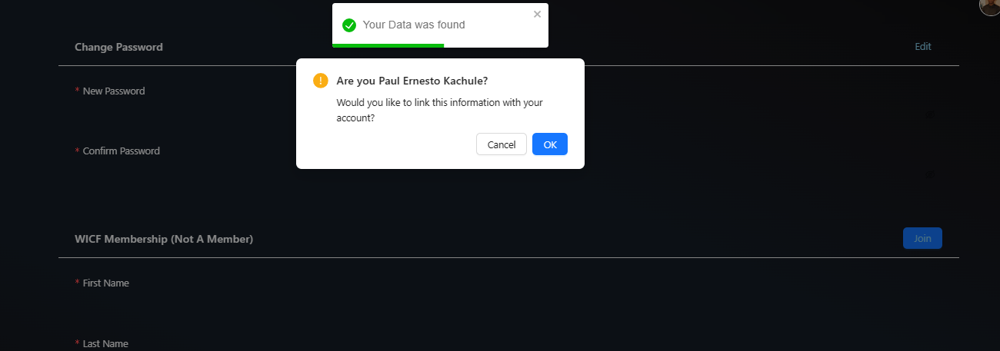 Your Data was found
Change Password
Edit
Are you Paul Ernesto Kachule?
Would you like to link this information with your
account?
Cancel
OK
* New Password
* Confirm Password
WICF Membership (Not A Member)
Join
* First Name
* Last Name